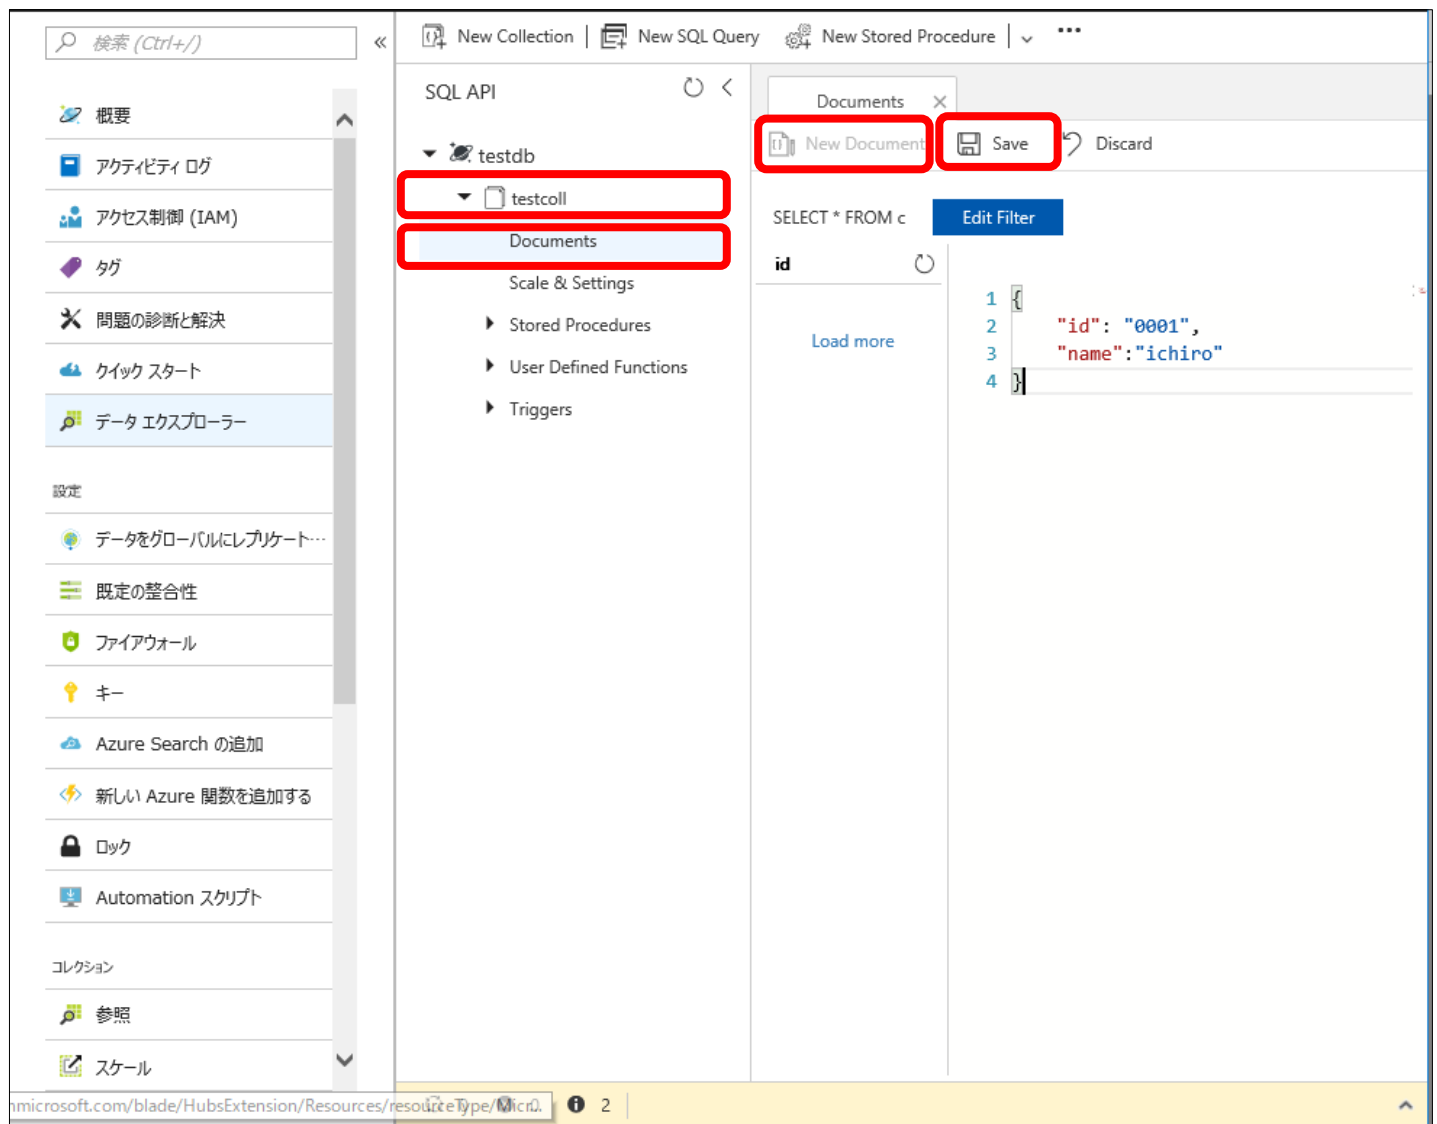 検索 (Ctrl+/)
«
概要
アクティビティ ログ
アクセス制御 (IAM)
タグ
問題の診断と解決
クイック スタート
データ エクスプローラー
設定
データをグローバルにレプリケート…
既定の整合性
ファイアウォール
キー
Azure Search の追加
新しい Azure 関数を追加する
ロック
Automation スクリプト
コレクション
参照
スケール
New Collection
New SQL Query
New Stored Procedure
SQL API
testdb
testcoll
Documents
Scale & Settings
Stored Procedures
User Defined Functions
Triggers
Documents
New Document
Save
Discard
SELECT * FROM c
Edit Filter
id
Load more
1 {
2 "id": "0001",
3 "name":"ichiro"
4 }
microsoft.com/blade/HubsExtension/Resources/resourceType/Micr
2